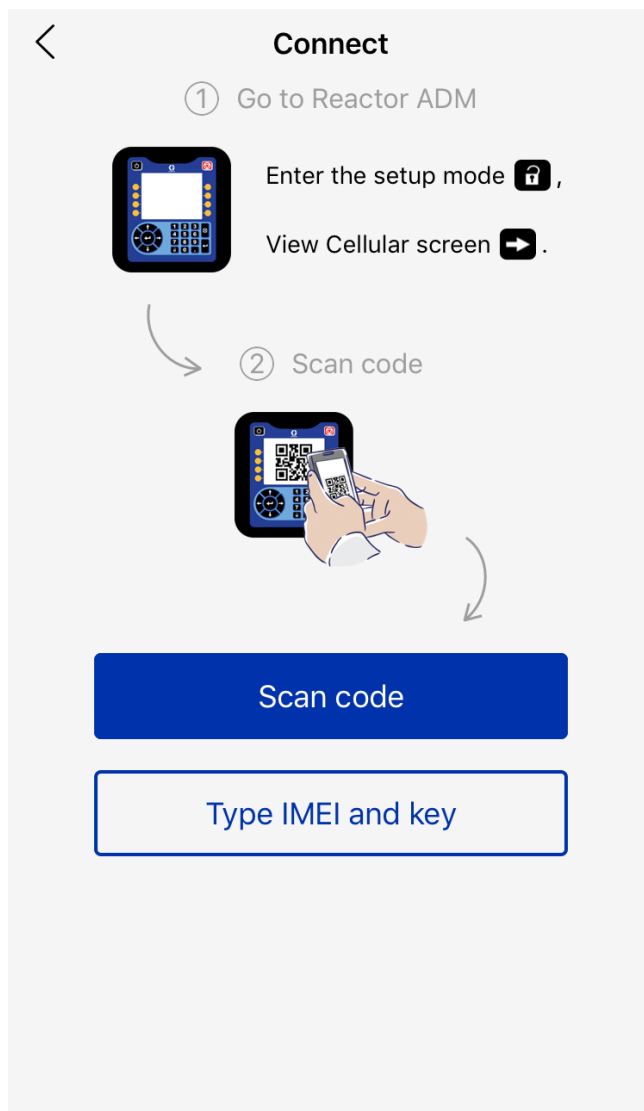 Connect
1 Go to Reactor ADM
Enter the setup mode ,
View Cellular screen .
2 Scan code
Scan code
Type IMEI and key